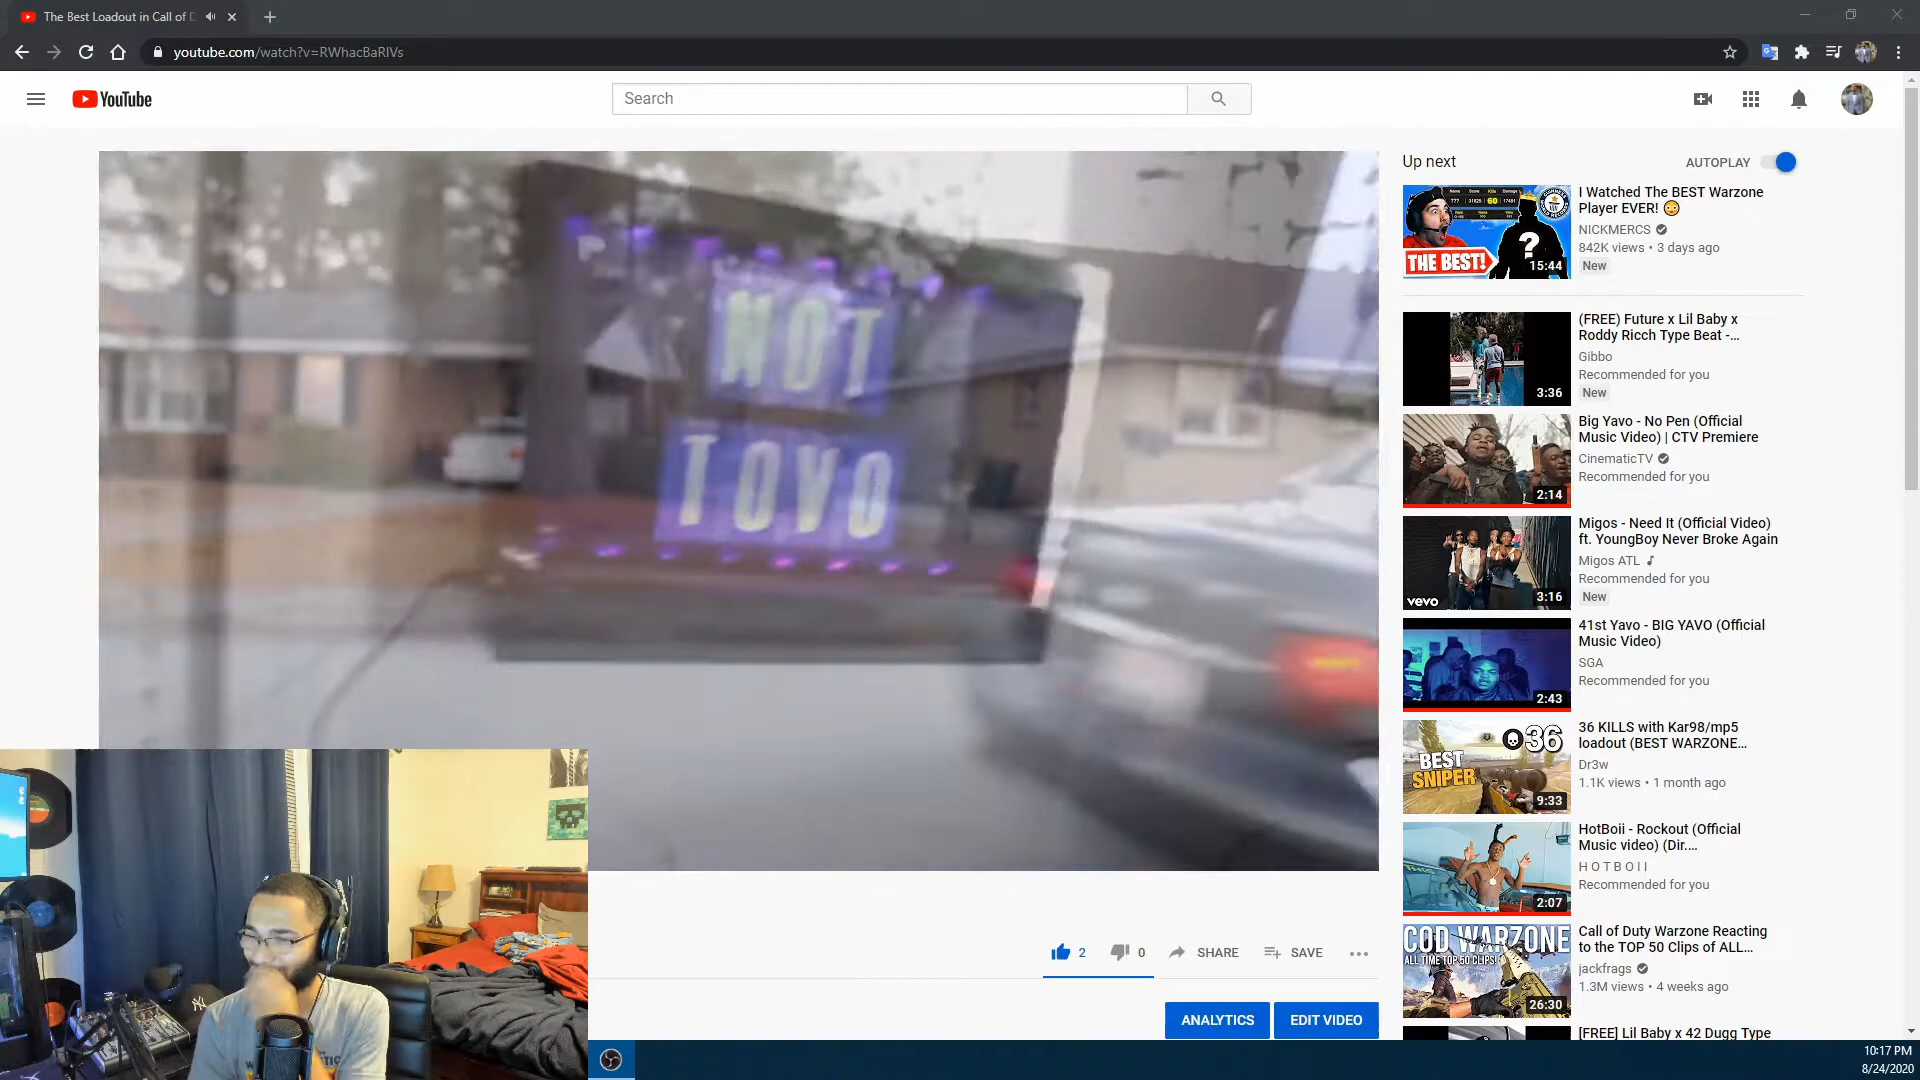 The Best Loadout in Call of D
youtube.com/watch?v=RWhacBaRlVs
YouTube
Search
NOT
TOYO
Up next
AUTOPLAY
THE BEST!
15:44
I Watched The BEST Warzone
Player EVER! 😳
NICKMERCS
842K views • 3 days ago
New
3:36
(FREE) Future x Lil Baby x
Roddy Ricch Type Beat -...
Gibbo
Recommended for you
New
2:14
Big Yavo - No Pen (Official
Music Video) | CTV Premiere
CinematicTV
Recommended for you
vevo
3:16
Migos - Need It (Official Video)
ft. YoungBoy Never Broke Again
Migos ATL
Recommended for you
New
2:43
41st Yavo - BIG YAVO (Official
Music Video)
SGA
Recommended for you
36
BEST
SNIPER
9:33
36 KILLS with Kar98/mp5
loadout (BEST WARZONE...
Dr3w
1.1K views • 1 month ago
2:07
HotBoii - Rockout (Official
Music video) (Dir....
H O T B O I I
Recommended for you
COD WARZONE
ALL TIME TOP 50 CLIPS!
26:30
Call of Duty Warzone Reacting
to the TOP 50 Clips of ALL...
jackfrags
1.3M views • 4 weeks ago
[FREE] Lil Baby x 42 Dugg Type
2
0
SHARE
SAVE
ANALYTICS
EDIT VIDEO
10:17 PM
8/24/2020